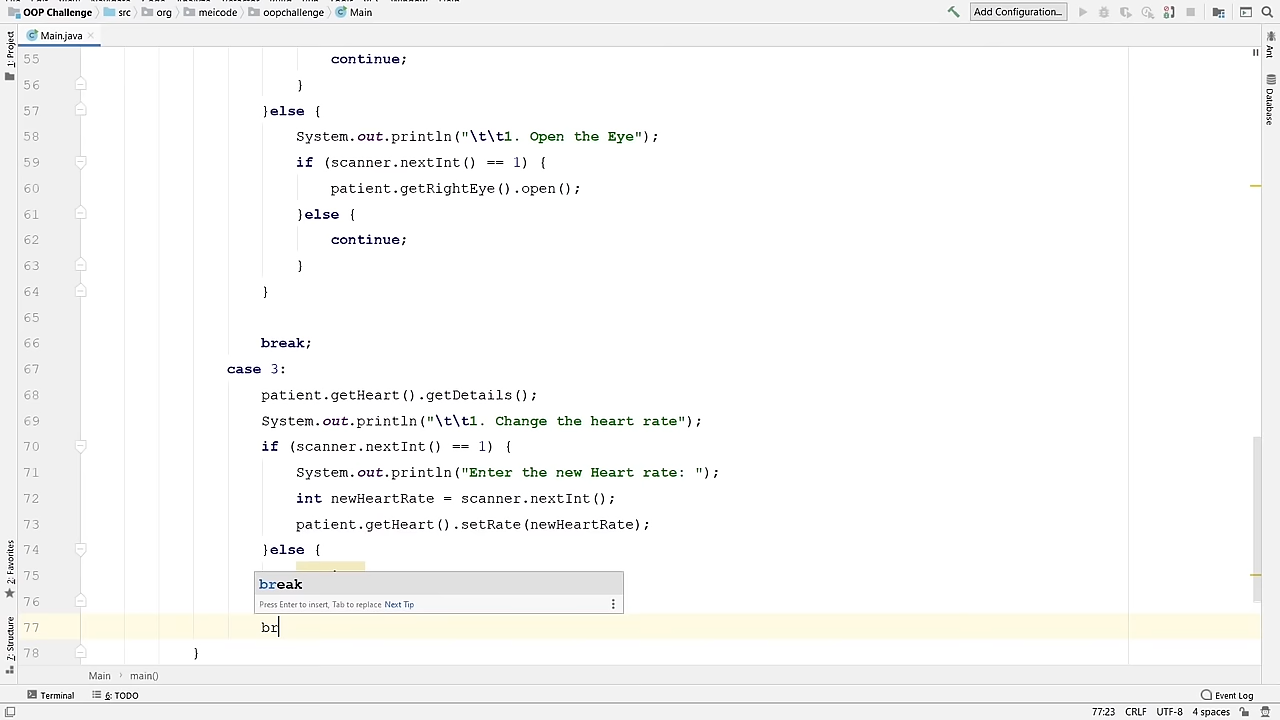 OOP Challenge src org meicode oopchallenge Main Add Configuration...
Main.java
1: Project
Ant
Database
55 continue;
56 }
57 }else {
58 System.out.println("\t\t1. Open the Eye");
59 if (scanner.nextInt() == 1) {
60 patient.getRightEye().open();
61 }else {
62 continue;
63 }
64 }
65
66 break;
67 case 3:
68 patient.getHeart().getDetails();
69 System.out.println("\t\t1. Change the heart rate");
70 if (scanner.nextInt() == 1) {
71 System.out.println("Enter the new Heart rate: ");
72 int newHeartRate = scanner.nextInt();
73 patient.getHeart().setRate(newHeartRate);
74 }else {
75
break
76
Press Enter to insert, Tab to replace Next Tip
77 br
78 }
2: Favorites
7: Structure
Main main()
Terminal 6: TODO Event Log
77:23 CRLF UTF-8 4 spaces